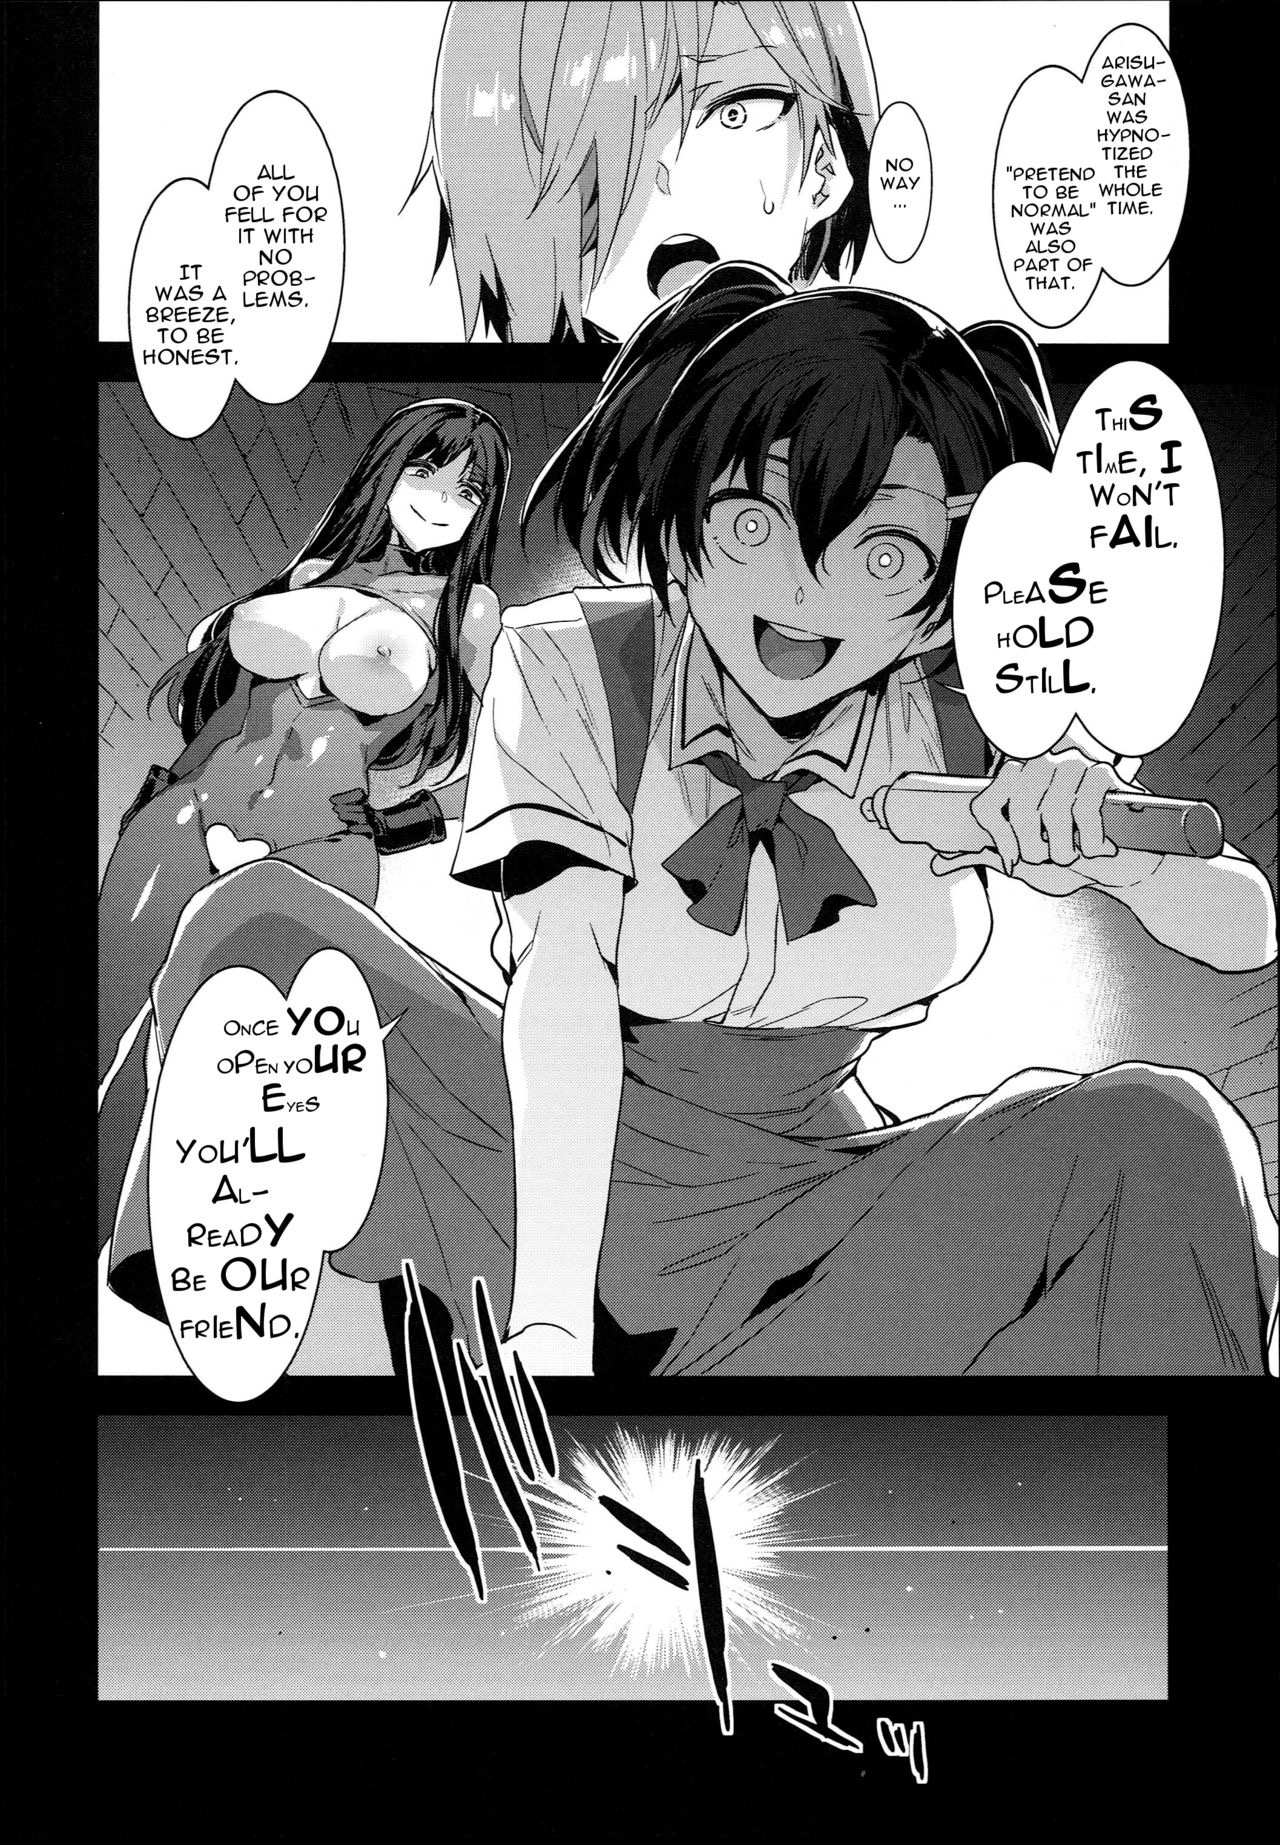 ARISU-
GAWA-
SAN
WAS
HYPNO-
TIZED
THE
WHOLE
TIME.
"PRETEND
TO BE
NORMAL"
WAS
ALSO
PART OF
THAT.
NO
WAY
...
ALL
OF YOU
FELL FOR
IT WITH
NO
PROB-
LEMS.
IT
WAS A
BREEZE,
TO BE
HONEST.
THIS
TIME, I
WON'T
FAIL.
PLEASE
HOLD
STILL.
ONCE YOU
OPEN YOUR
EYES
YOU'LL
AL-
READY
BE OUR
FRIEND.